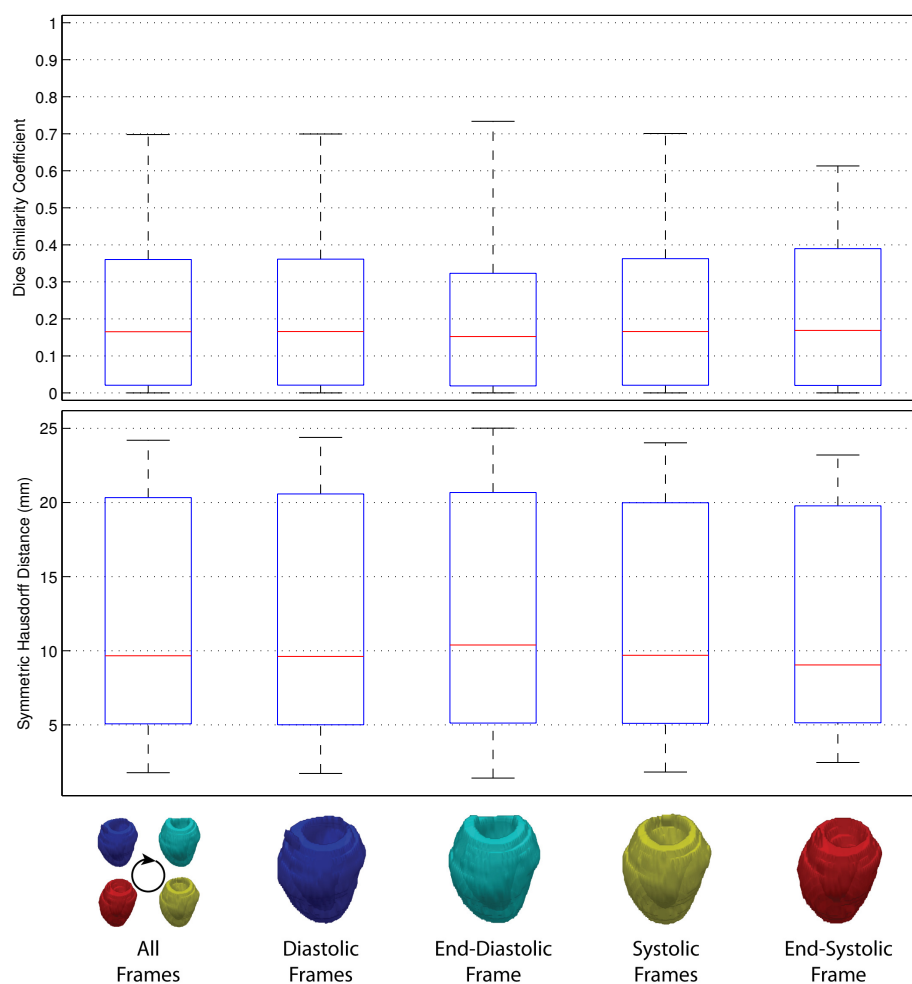 1
0.9
0.8
0.7
0.6
0.5
0.4
0.3
0.2
0.1
0
Dice Similarity Coefficient
25
20
15
10
5
Symmetric Hausdorff Distance (mm)
All
Frames
Diastolic
Frames
End-Diastolic
Frame
Systolic
Frames
End-Systolic
Frame